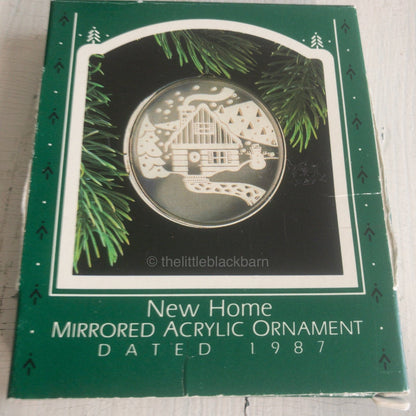 © thelittleblackbarn
New Home
MIRRORED ACRYLIC ORNAMENT
DATED 1987